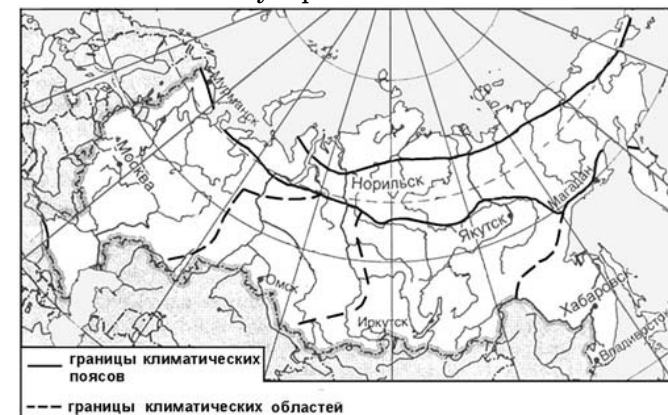 Мурманск
Москва
Норильск
Магадан
Якутск
Омск
Хабаровск
Иркутск
Владивосток
границы климатических
поясов
границы климатических областей